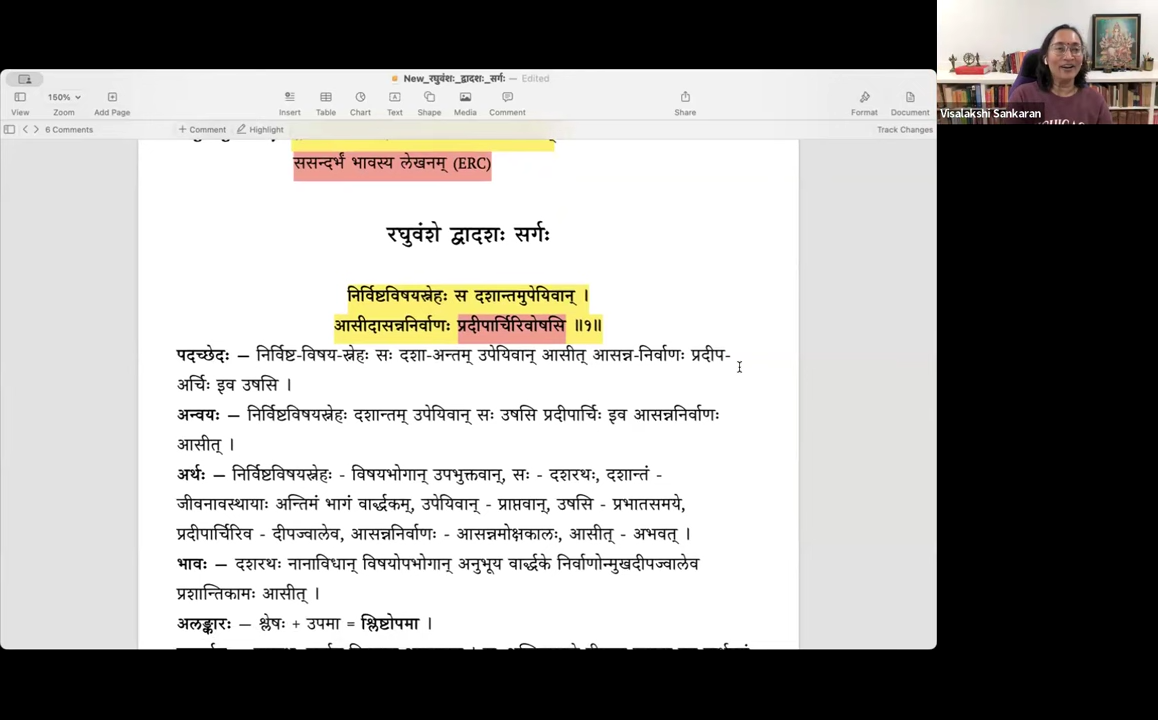 New_रघुवंशः_द्वादशः_सर्गः — Edited
View
150%
Zoom
Add Page
Insert
Table
Chart
Text
Shape
Media
Comment
Share
Format
Document
6 Comments
Comment
Highlight
Track Changes
Visalakshi Sankaran
ससन्दर्भं भावस्य लेखनम् (ERC)
रघुवंशे द्वादशः सर्गः
निर्विष्टविषयस्नेहः स दशान्तमुपेयिवान् ।
आसीदासन्ननिर्वाणः प्रदीपार्चिरिवोषसि ॥१॥
पदच्छेदः — निर्विष्ट-विषय-स्नेहः सः दशा-अन्तम् उपेयिवान् आसीत् आसन्न-निर्वाणः प्रदीप-
अर्चिः इव उषसि ।
अन्वयः — निर्विष्टविषयस्नेहः दशान्तम् उपेयिवान् सः उषसि प्रदीपार्चिः इव आसन्ननिर्वाणः
आसीत् ।
अर्थः — निर्विष्टविषयस्नेहः - विषयभोगान् उपभुक्तवान्, सः - दशरथः, दशान्तं -
जीवनावस्थायाः अन्तिमं भागं वार्द्धकम्, उपेयिवान् - प्राप्तवान्, उषसि - प्रभातसमये,
प्रदीपार्चिरिव - दीपज्वालेव, आसन्ननिर्वाणः - आसन्नमोक्षकालः, आसीत् - अभवत् ।
भावः — दशरथः नानाविधान् विषयोपभोगान् अनुभूय वार्द्धके निर्वाणोन्मुखदीपज्वालेव
प्रशान्तिकामः आसीत् ।
अलङ्कारः — श्लेषः + उपमा = श्लिष्टोपमा ।